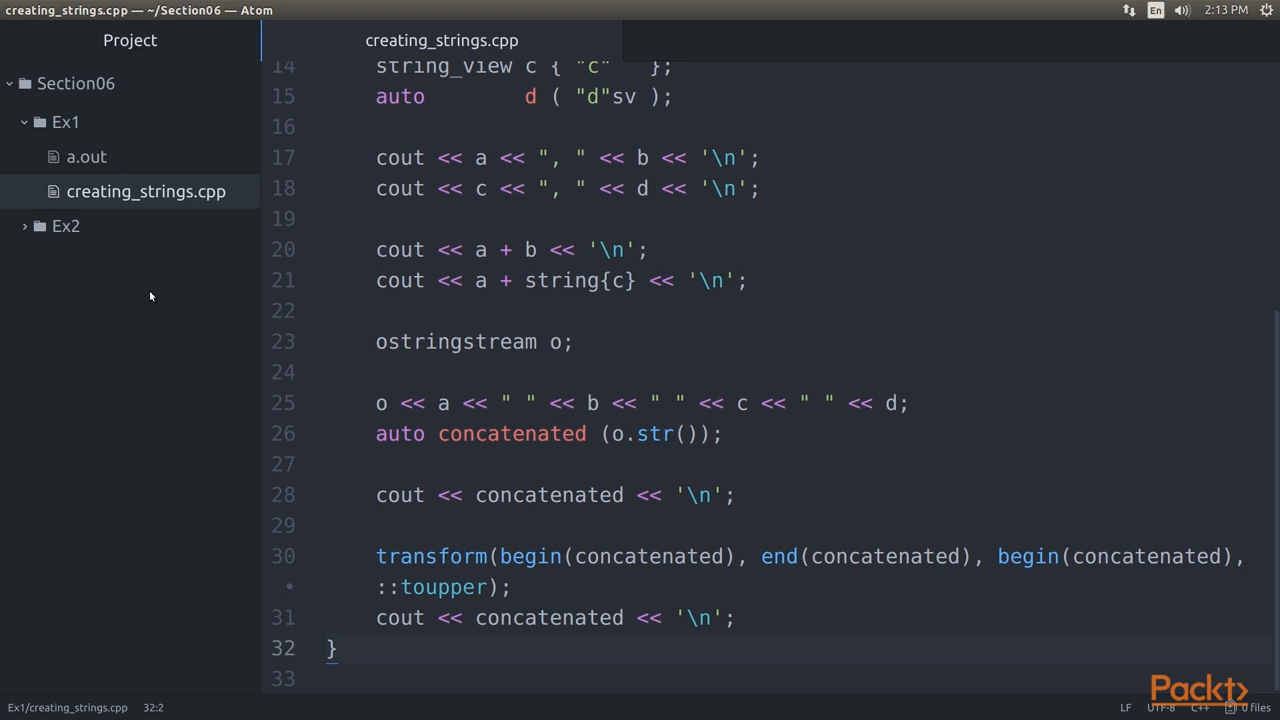 creating_strings.cpp — ~/Section06 — Atom
En
2:13 PM
Project
creating_strings.cpp
Section06
Ex1
a.out
creating_strings.cpp
Ex2
14 string_view c { "c" };
15 auto d ( "d"sv );
16
17 cout << a << ", " << b << '\n';
18 cout << c << ", " << d << '\n';
19
20 cout << a + b << '\n';
21 cout << a + string{c} << '\n';
22
23 ostringstream o;
24
25 o << a << " " << b << " " << c << " " << d;
26 auto concatenated (o.str());
27
28 cout << concatenated << '\n';
29
30 transform(begin(concatenated), end(concatenated), begin(concatenated),
• ::toupper);
31 cout << concatenated << '\n';
32 }
33
Packt>
Ex1/creating_strings.cpp 32:2
LF UTF-8 C++ 0 files